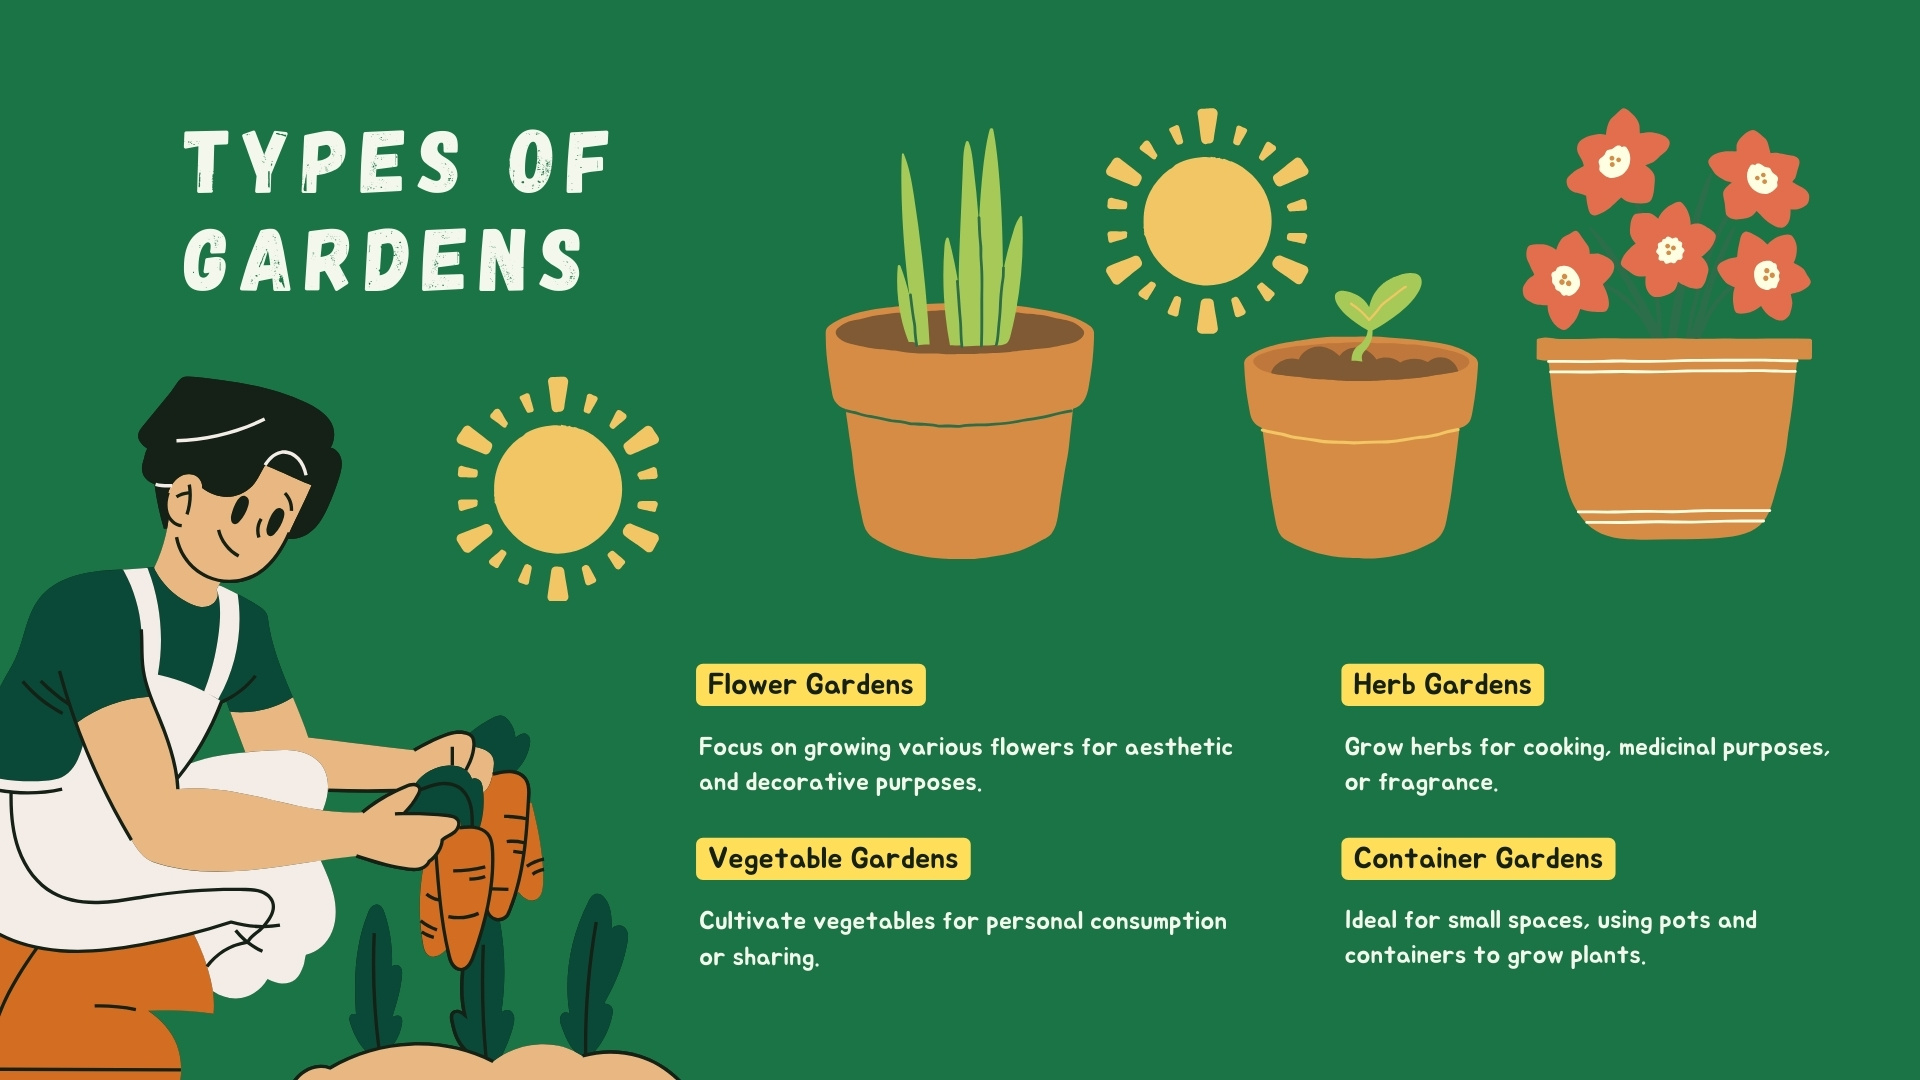 TYPES OF
GARDENS
Flower Gardens
Focus on growing various flowers for aesthetic
and decorative purposes.
Vegetable Gardens
Cultivate vegetables for personal consumption
or sharing.
Herb Gardens
Grow herbs for cooking, medicinal purposes,
or fragrance.
Container Gardens
Ideal for small spaces, using pots and
containers to grow plants.